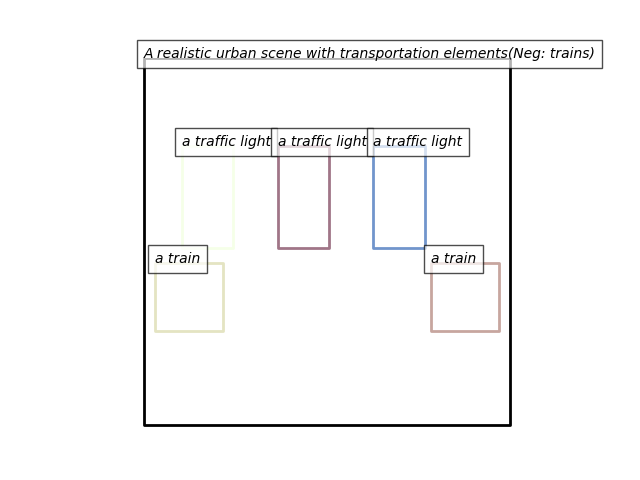 A realistic urban scene with transportation elements(Neg: trains)
a traffic light a traffic light a traffic light
a train a train